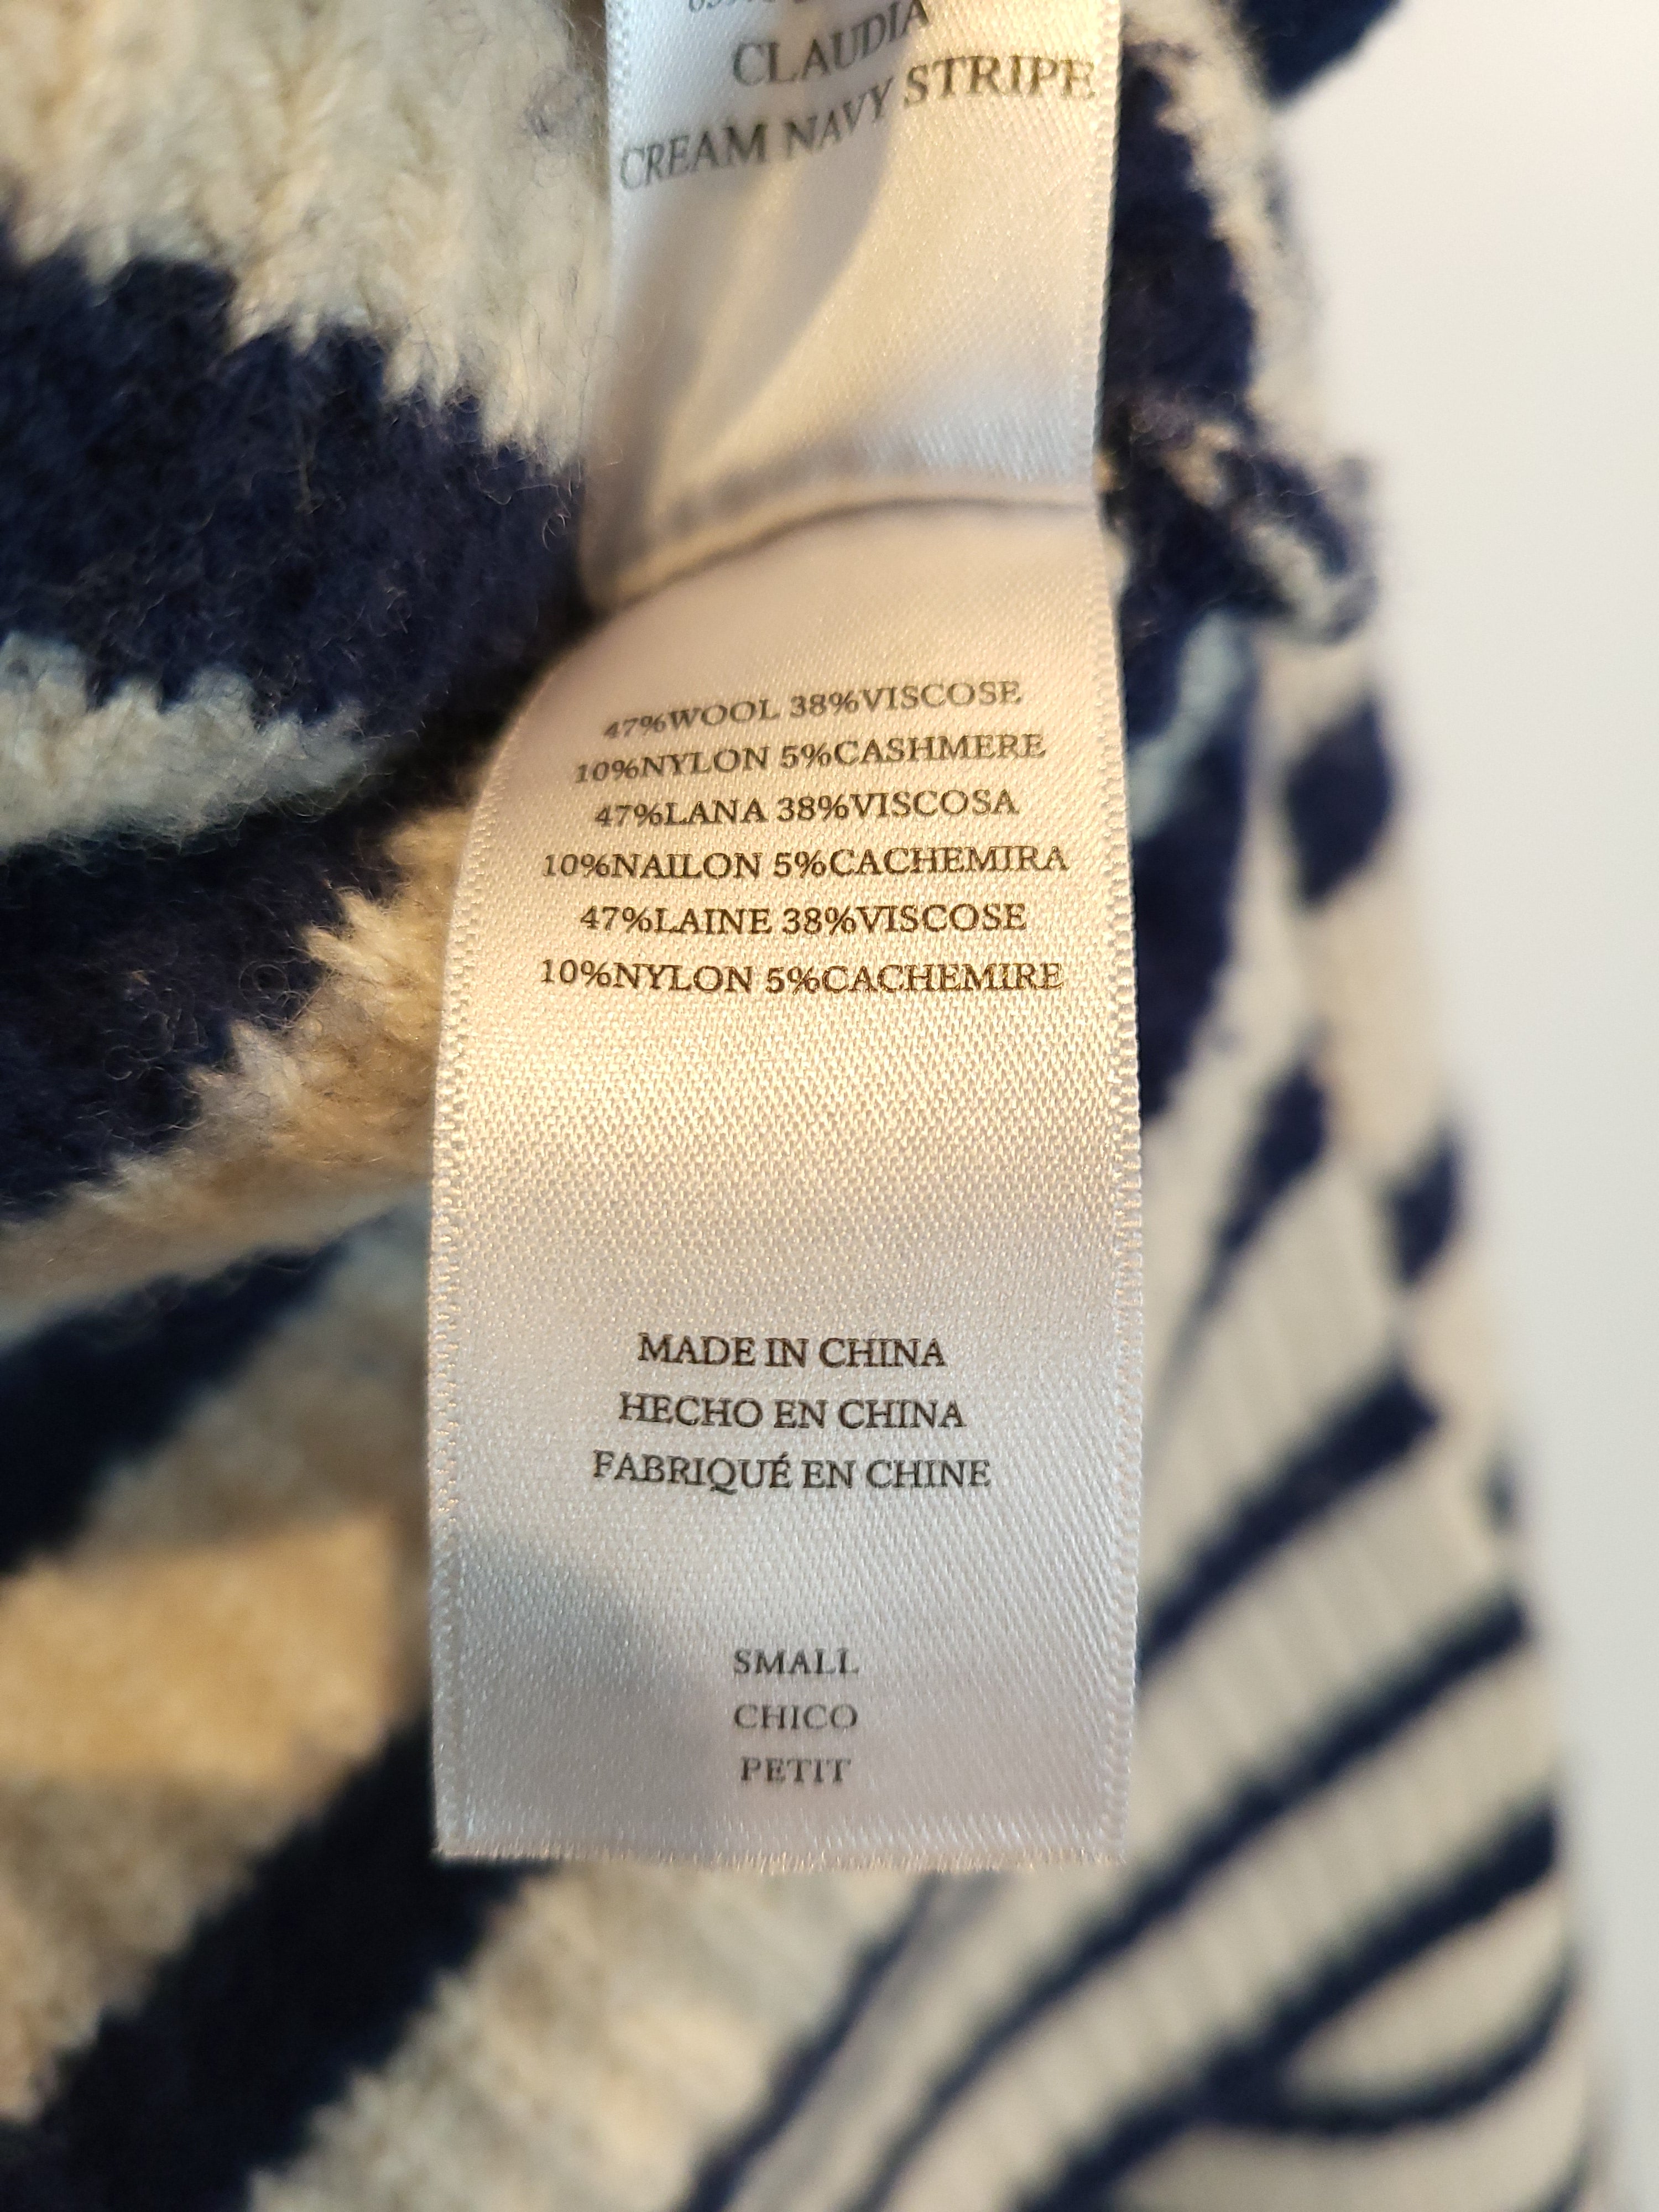 CLAUDIA
CREAM NAVY STRIPE
47%WOOL 38%VISCOSE
10%NYLON 5%CASHMERE
47%LANA 38%VISCOSA
10%NAILON 5%CACHEMIRA
47%LAINE 38%VISCOSE
10%NYLON 5%CACHEMIRE
MADE IN CHINA
HECHO EN CHINA
FABRIQUÉ EN CHINE
SMALL
CHICO
PETIT